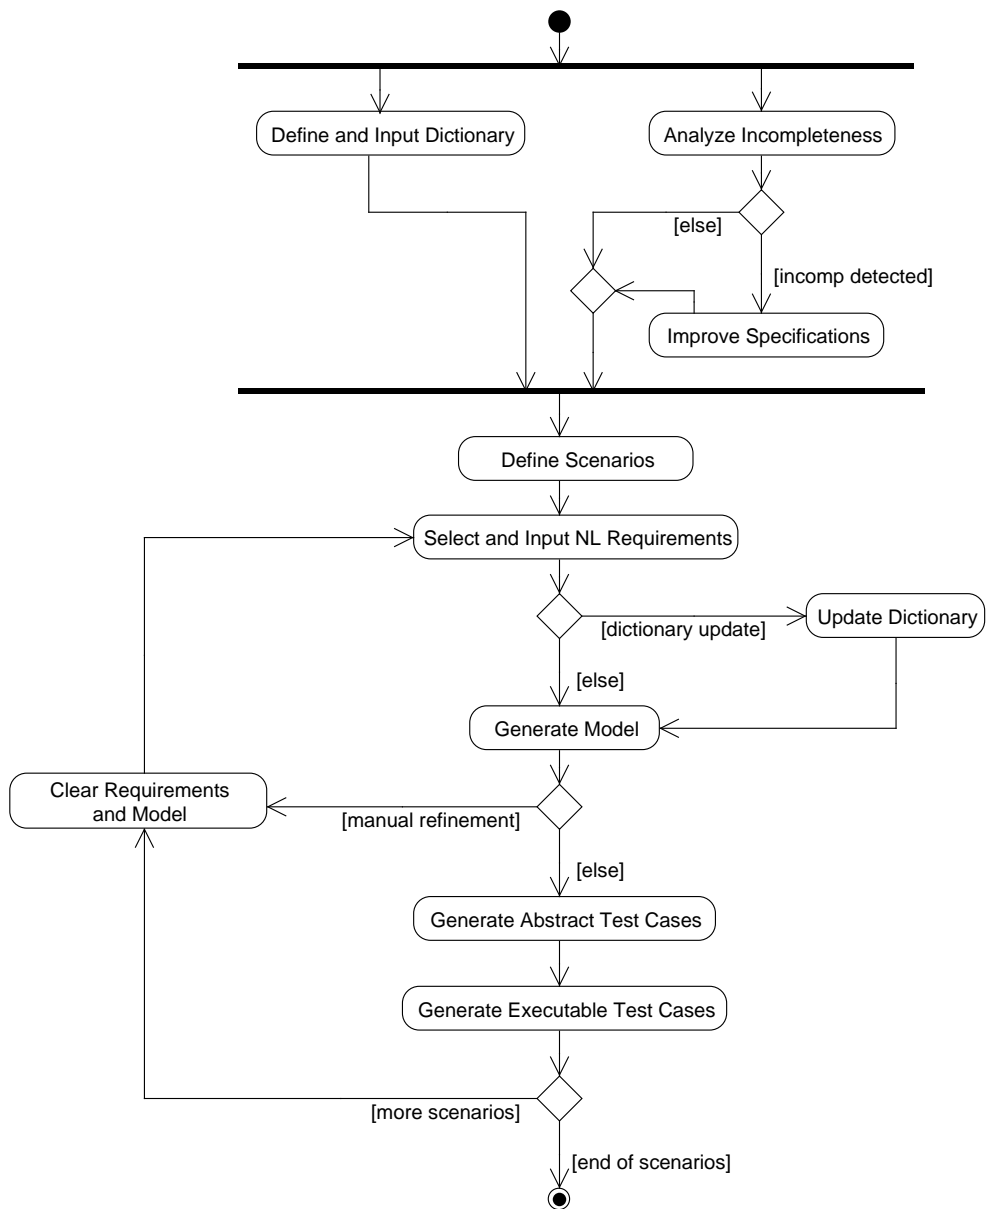 Define and Input Dictionary
Analyze Incompleteness
[else]
[incomp detected]
Improve Specifications
Define Scenarios
Select and Input NL Requirements
[dictionary update]
Update Dictionary
[else]
Generate Model
Clear Requirements
and Model
[manual refinement]
[else]
Generate Abstract Test Cases
Generate Executable Test Cases
[more scenarios]
[end of scenarios]